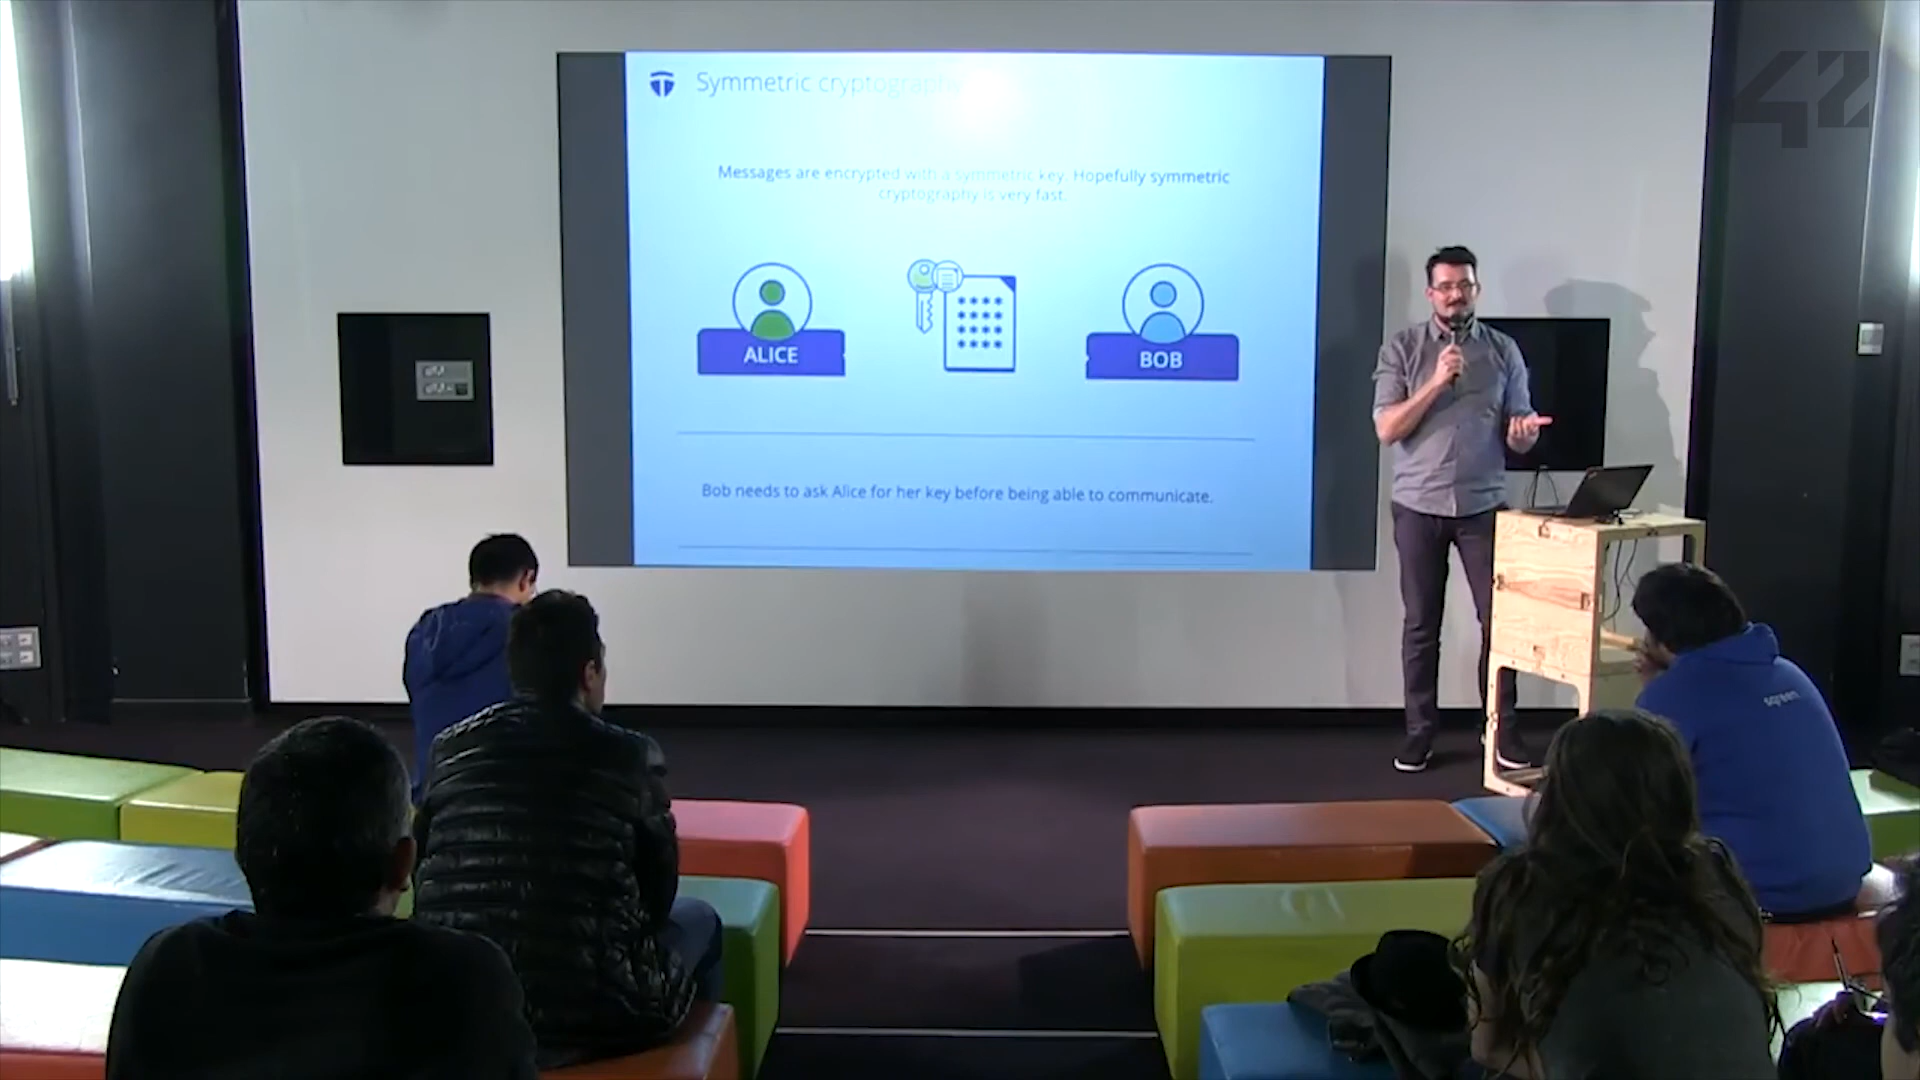 42
Symmetric cryptography
Messages are encrypted with a symmetric key. Hopefully symmetric
cryptography is very fast.
ALICE
BOB
Bob needs to ask Alice for her key before being able to communicate.
sqreen